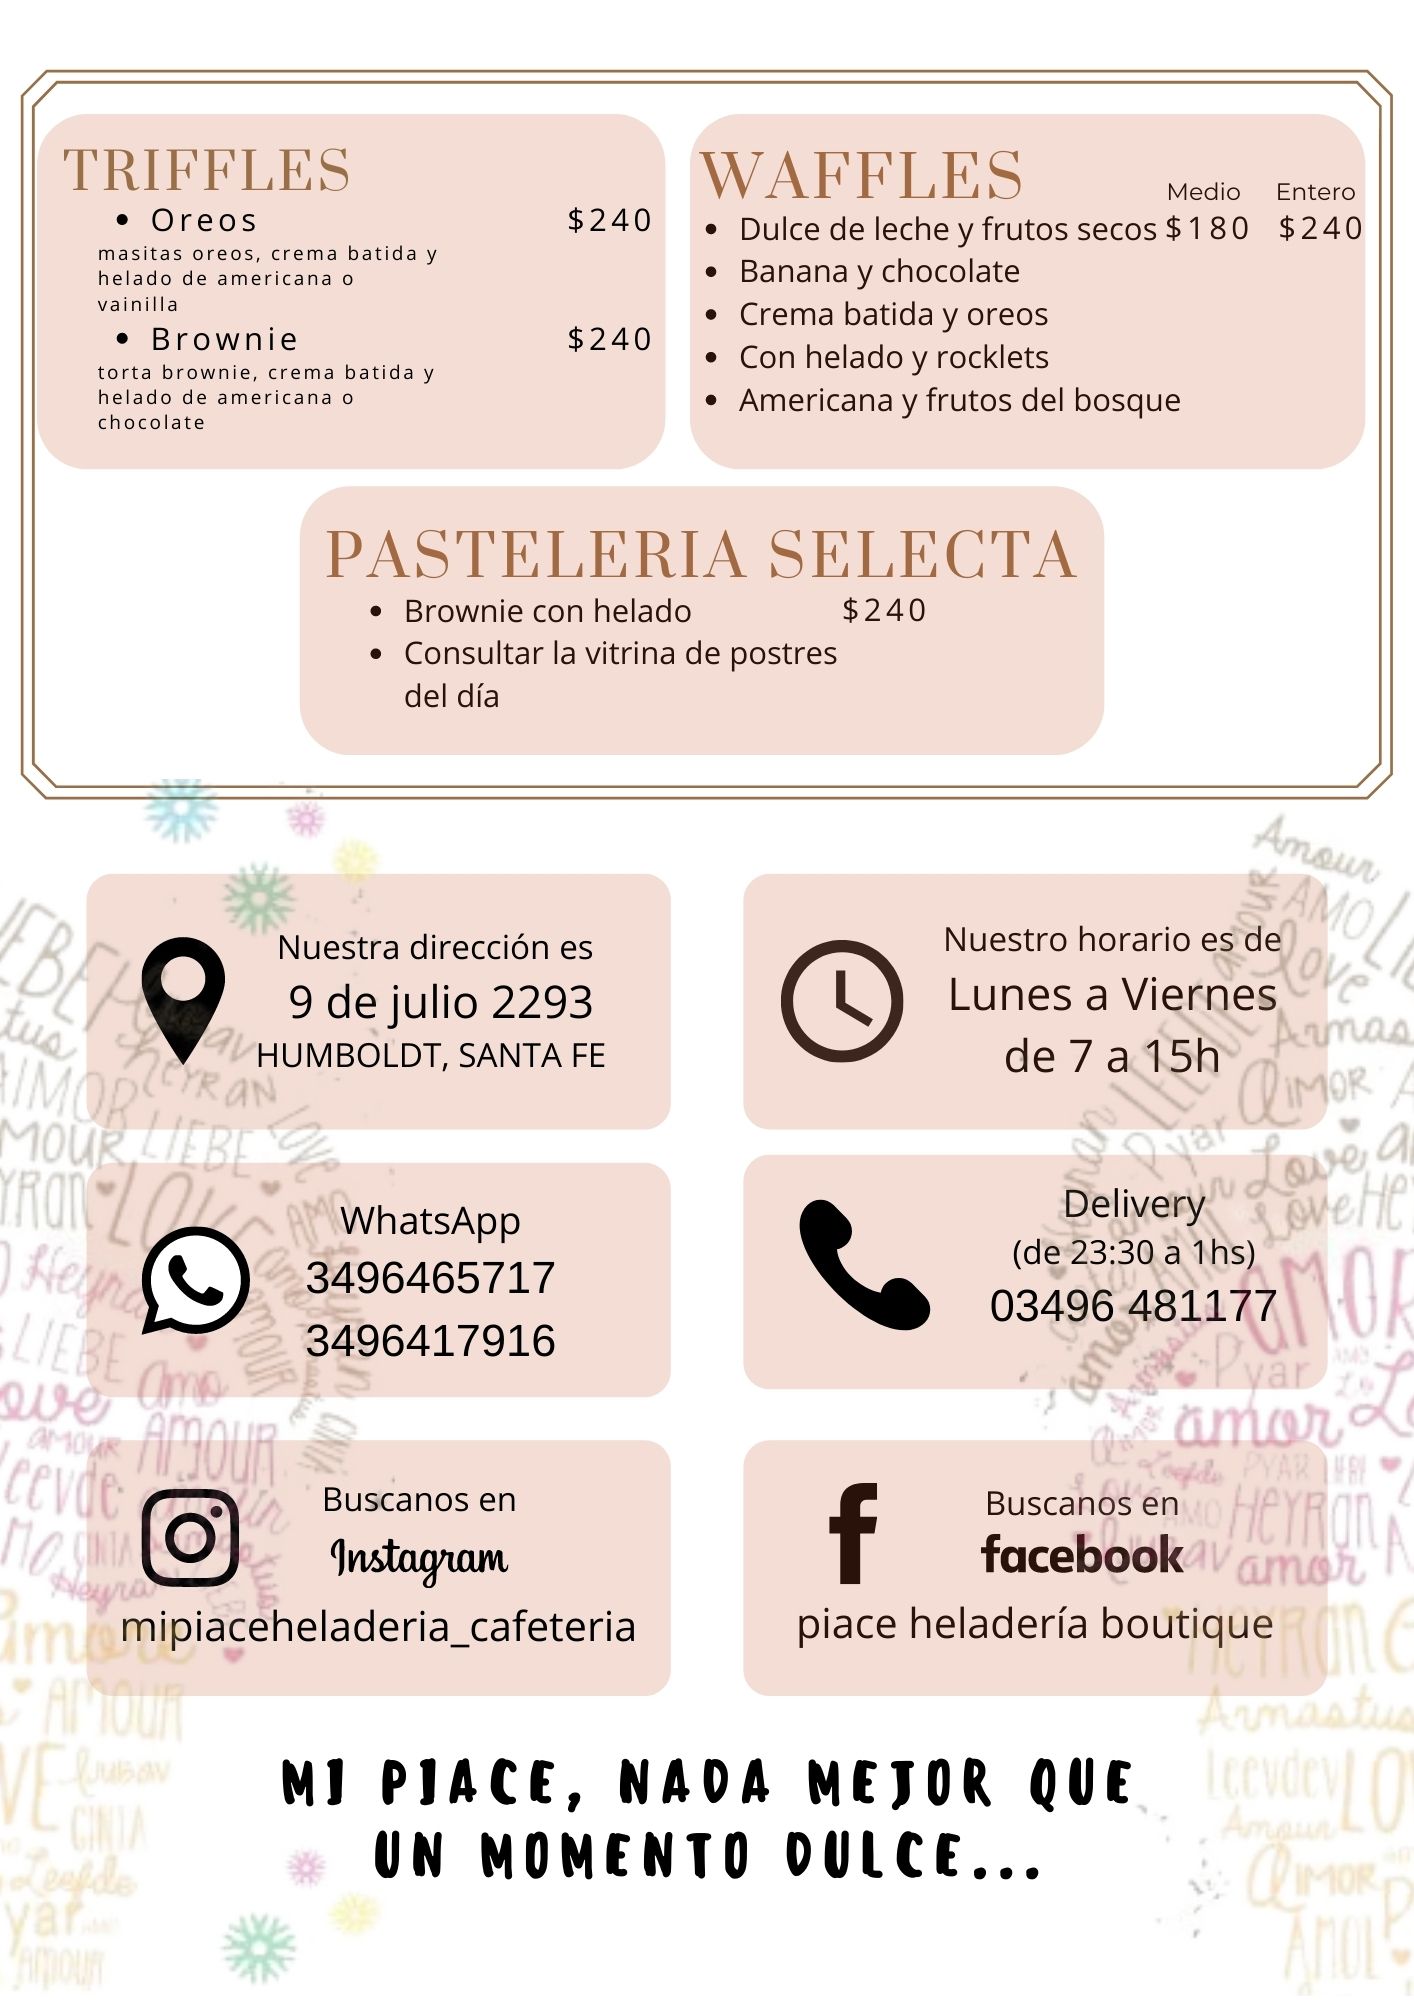 TRIFFLES
• Oreos $240
masitas oreos, crema batida y
helado de americana o
vainilla
• Brownie $240
torta brownie, crema batida y
helado de americana o
chocolate
WAFFLES
Medio Entero
• Dulce de leche y frutos secos $180 $240
• Banana y chocolate
• Crema batida y oreos
• Con helado y rocklets
• Americana y frutos del bosque
PASTELERIA SELECTA
• Brownie con helado $240
• Consultar la vitrina de postres
del día
Nuestra dirección es
9 de julio 2293
HUMBOLDT, SANTA FE
Nuestro horario es de
Lunes a Viernes
de 7 a 15h
WhatsApp
3496465717
3496417916
Delivery
(de 23:30 a 1hs)
03496 481177
Buscanos en
Instagram
mipiaceheladeria_cafeteria
Buscanos en
facebook
piace heladería boutique
MI PIACE, NADA MEJOR QUE
UN MOMENTO DULCE...